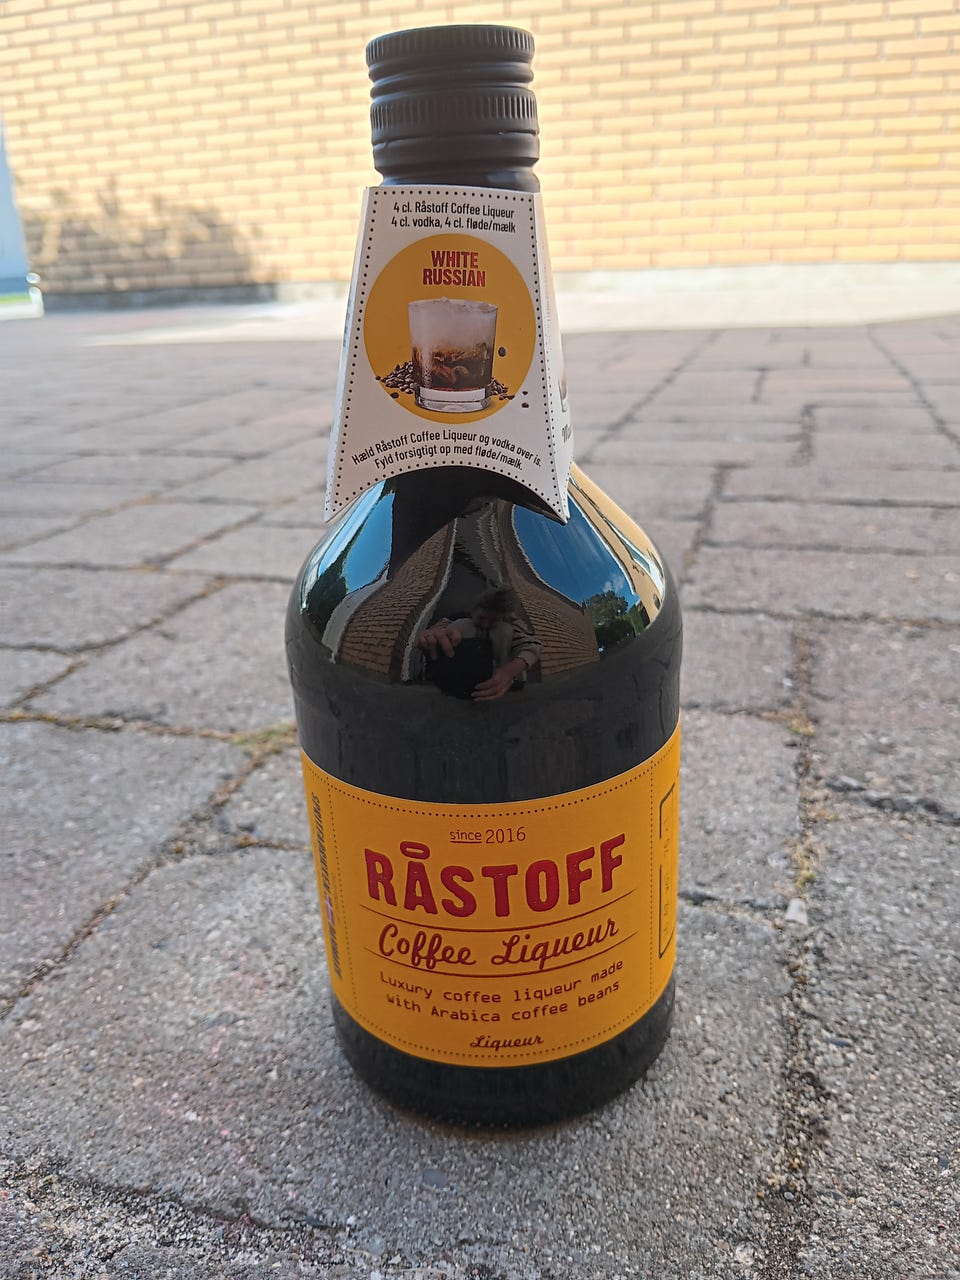 4 cl. Råstoff Coffee Liqueur
4 cl. vodka, 4 cl. fløde/mælk
WHITE
RUSSIAN
Hæld Råstoff Coffee Liqueur og vodka over is.
Fyld forsigtigt op med fløde/mælk.
since 2016
RÅSTOFF
Coffee Liqueur
Luxury coffee liqueur made
with Arabica coffee beans
Liqueur